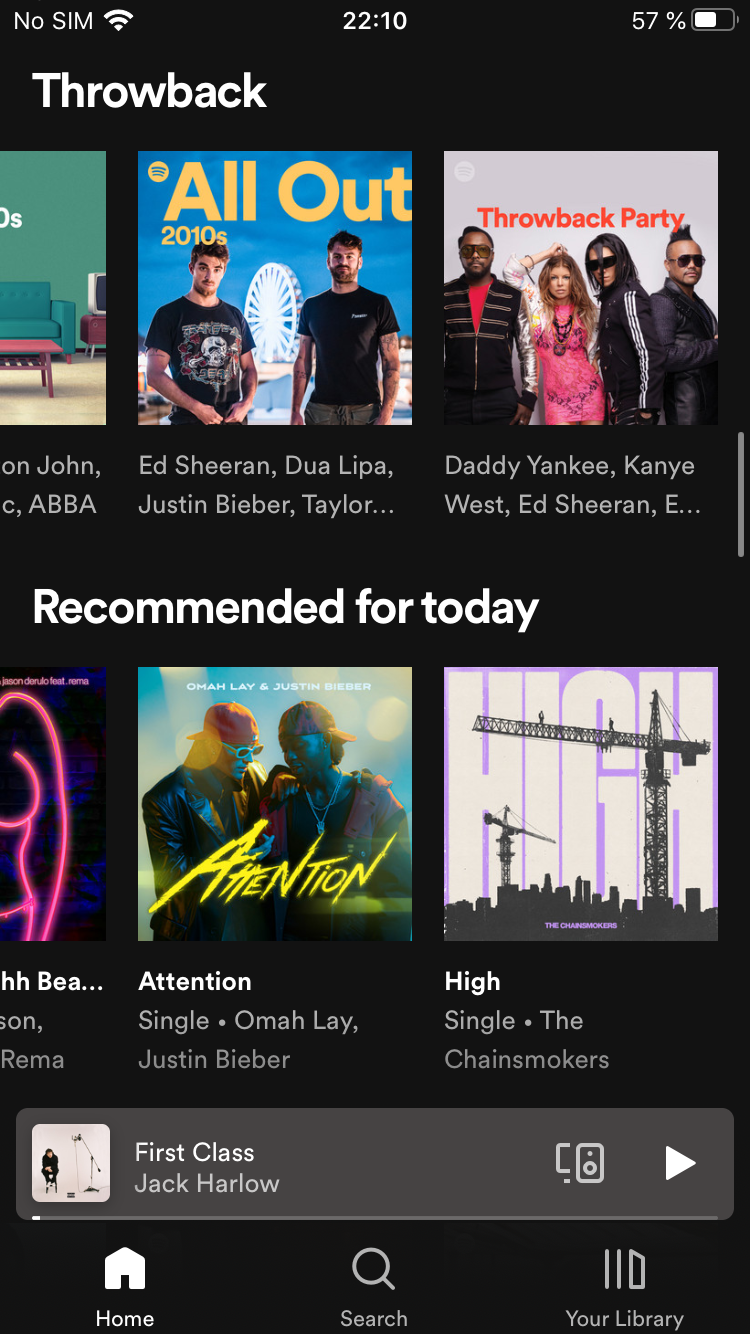 No SIM 22:10 57 %
Throwback
0s
All Out
2010s
Throwback Party
on John,
c, ABBA
Ed Sheeran, Dua Lipa,
Justin Bieber, Taylor...
Daddy Yankee, Kanye
West, Ed Sheeran, E...
Recommended for today
jason derulo feat. rema
OMAH LAY & JUSTIN BIEBER
ATTENTION
HIGH
THE CHAINSMOKERS
hh Bea...
son,
Rema
Attention
Single • Omah Lay,
Justin Bieber
High
Single • The
Chainsmokers
First Class
Jack Harlow
Home
Search
Your Library